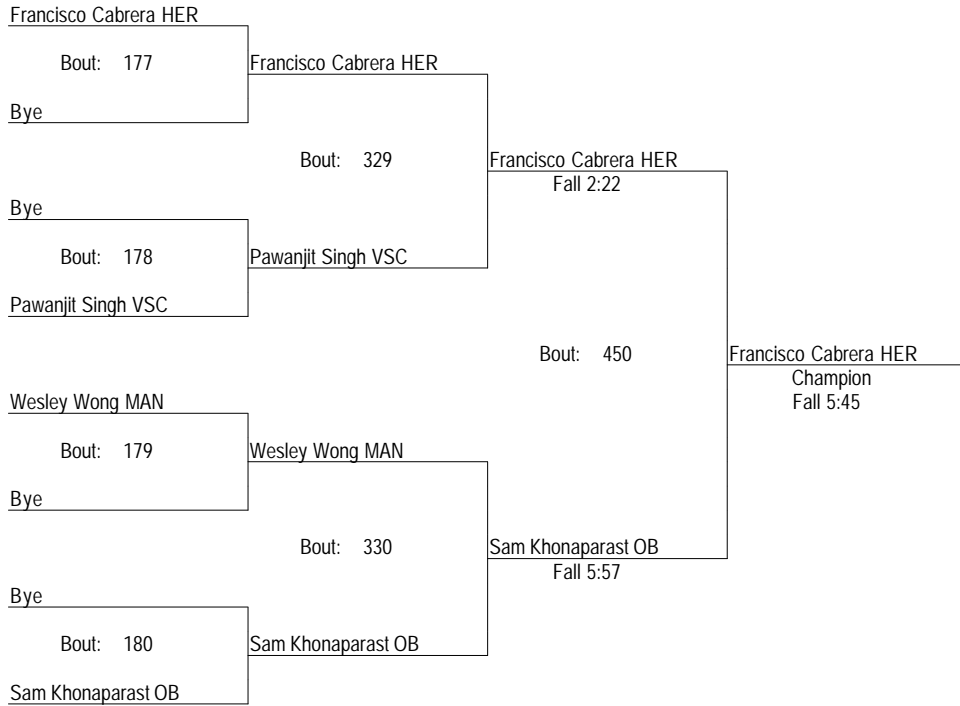 Francisco Cabrera HER
Bout: 177
Francisco Cabrera HER
Bye
Bout: 329
Francisco Cabrera HER
Fall 2:22
Bye
Bout: 178
Pawanjit Singh VSC
Pawanjit Singh VSC
Bout: 450
Francisco Cabrera HER
Champion
Fall 5:45
Wesley Wong MAN
Bout: 179
Wesley Wong MAN
Bye
Bout: 330
Sam Khonaparast OB
Fall 5:57
Bye
Bout: 180
Sam Khonaparast OB
Sam Khonaparast OB